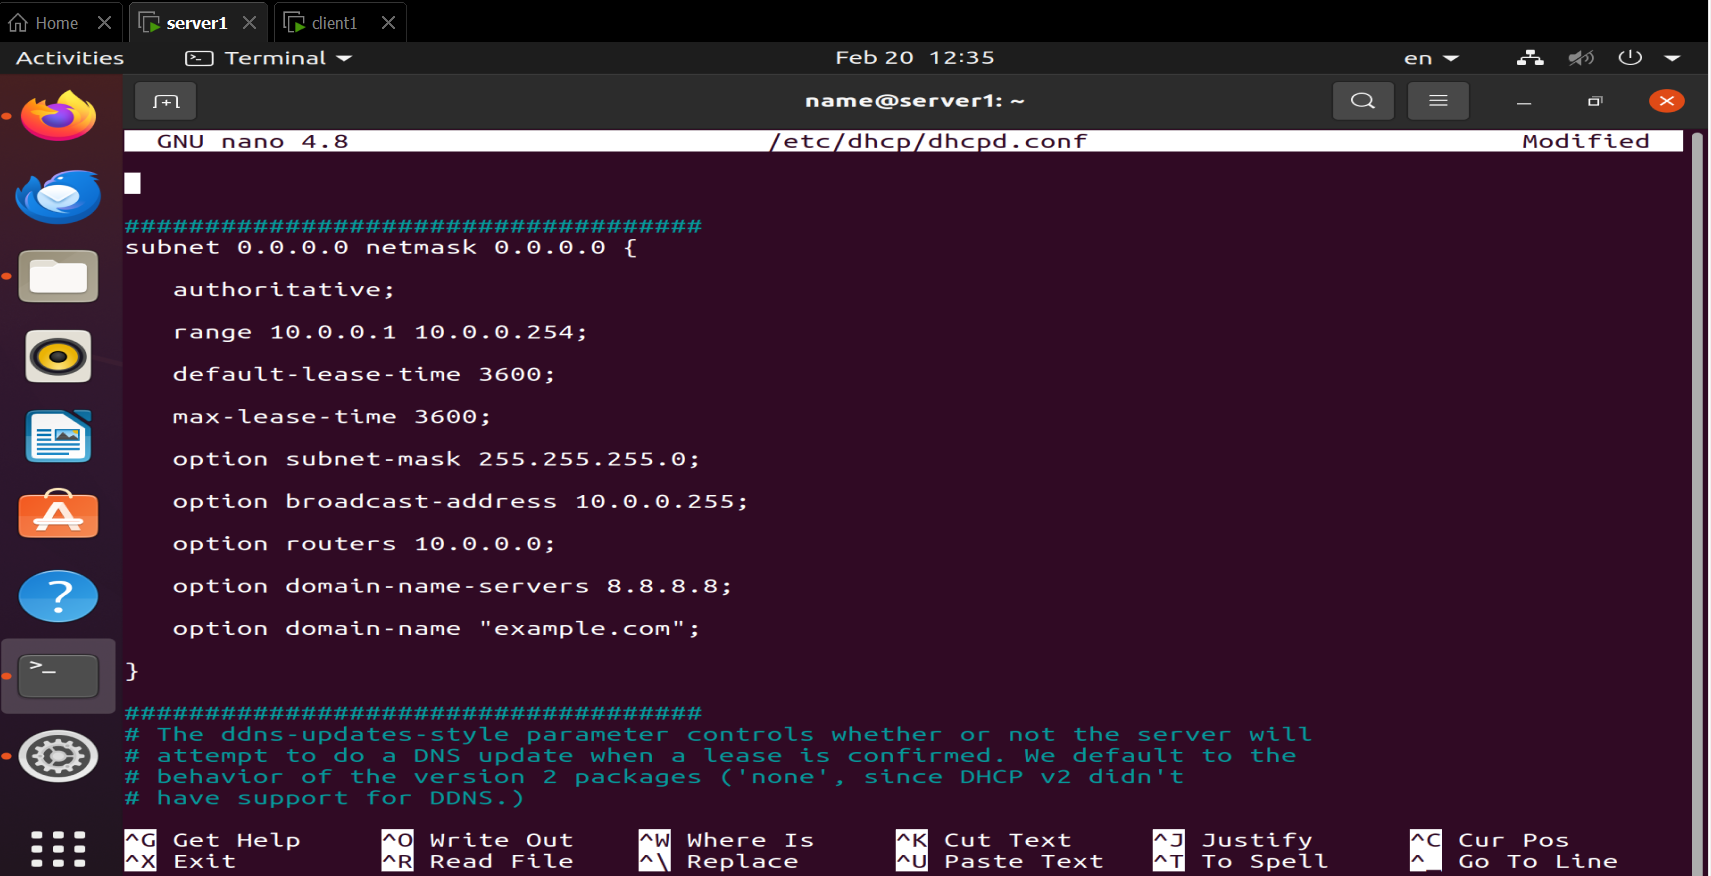 Home
server1
client1
Activities
Terminal
Feb 20 12:35
en
name@server1: ~
GNU nano 4.8 /etc/dhcp/dhcpd.conf Modified
####################################
subnet 0.0.0.0 netmask 0.0.0.0 {
authoritative;
range 10.0.0.1 10.0.0.254;
default-lease-time 3600;
max-lease-time 3600;
option subnet-mask 255.255.255.0;
option broadcast-address 10.0.0.255;
option routers 10.0.0.0;
option domain-name-servers 8.8.8.8;
option domain-name "example.com";
}
####################################
# The ddns-updates-style parameter controls whether or not the server will
# attempt to do a DNS update when a lease is confirmed. We default to the
# behavior of the version 2 packages ('none', since DHCP v2 didn't
# have support for DDNS.)
^G Get Help ^O Write Out ^W Where Is ^K Cut Text ^J Justify ^C Cur Pos
^X Exit ^R Read File ^\ Replace ^U Paste Text ^T To Spell ^_ Go To Line